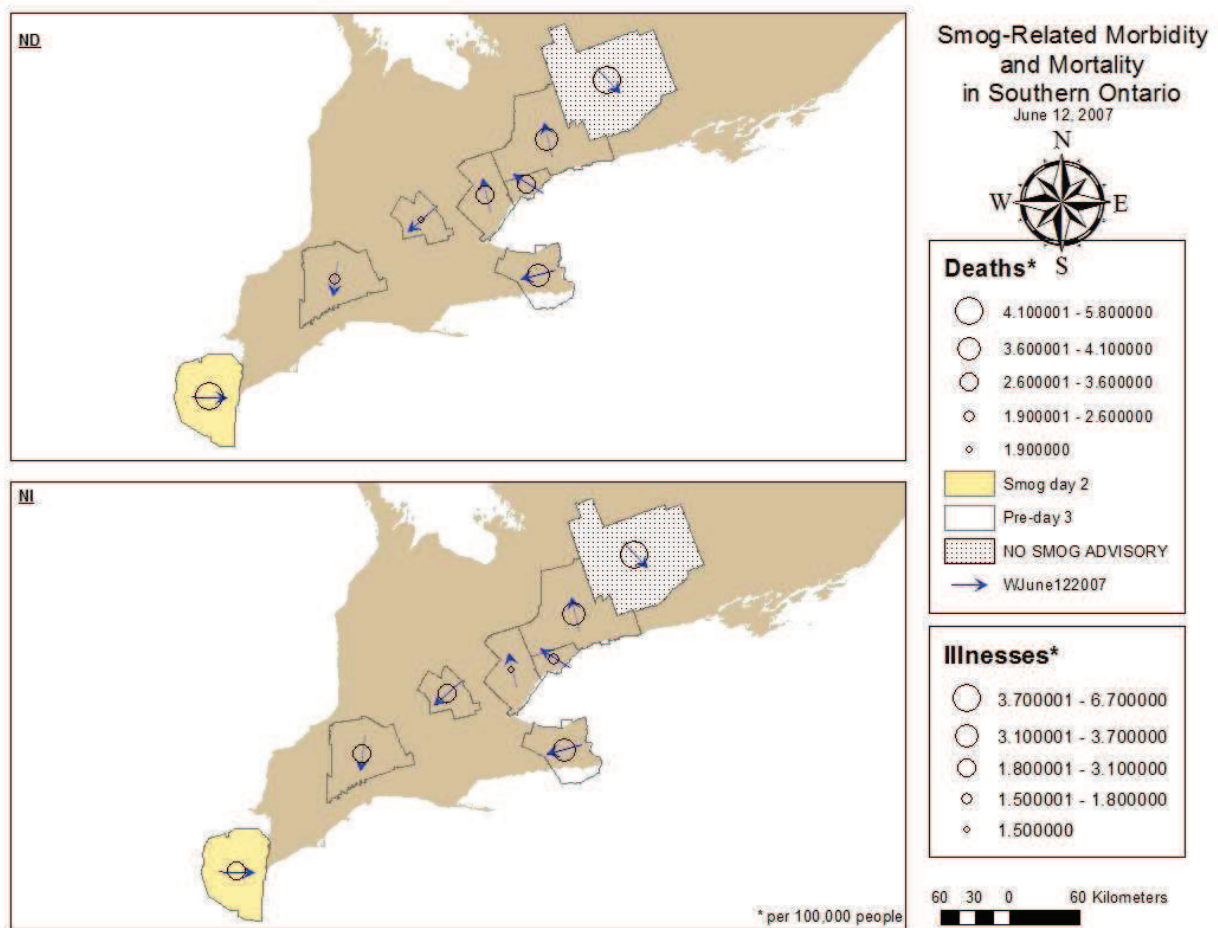 ND
NI
* per 100,000 people
Smog-Related Morbidity
and Mortality
in Southern Ontario
June 12, 2007
N
W
E
S
Deaths*
4.100001 - 5.800000
3.600001 - 4.100000
2.600001 - 3.600000
1.900001 - 2.600000
1.900000
Smog day 2
Pre-day 3
NO SMOG ADVISORY
WJune122007
Illnesses*
3.700001 - 6.700000
3.100001 - 3.700000
1.800001 - 3.100000
1.500001 - 1.800000
1.500000
60 30 0 60 Kilometers